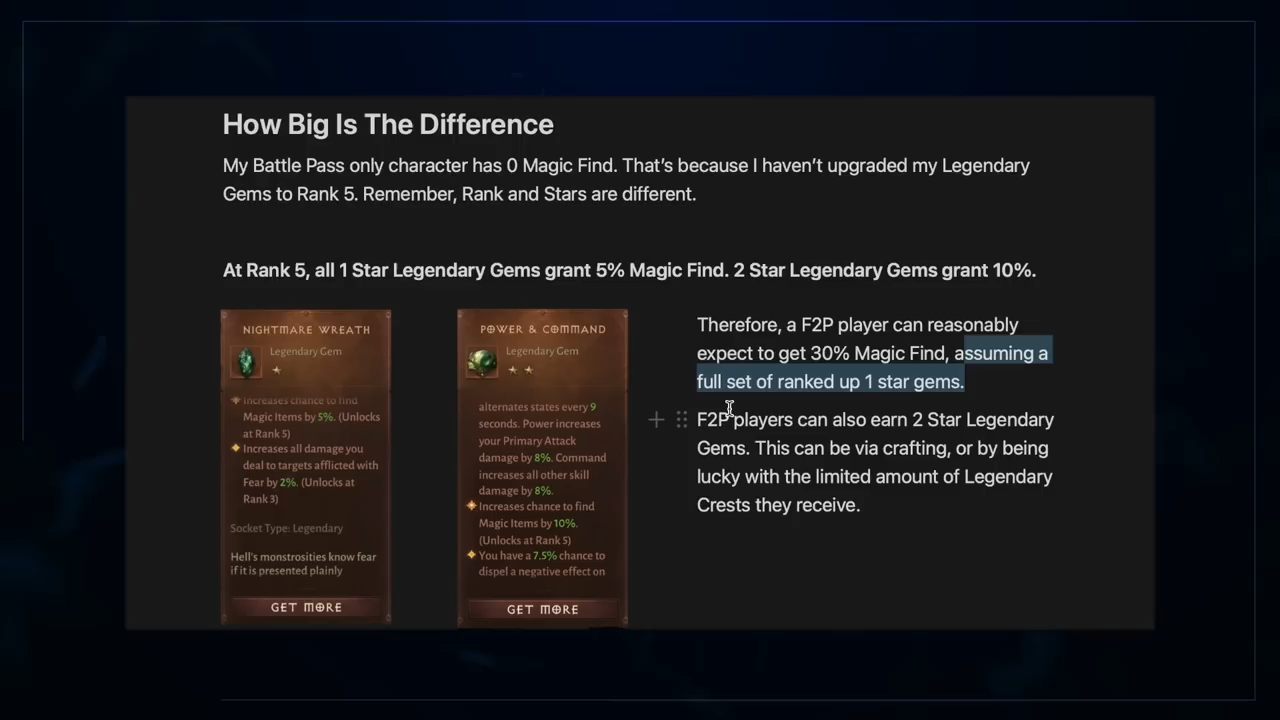 How Big Is The Difference
My Battle Pass only character has 0 Magic Find. That's because I haven't upgraded my Legendary
Gems to Rank 5. Remember, Rank and Stars are different.
At Rank 5, all 1 Star Legendary Gems grant 5% Magic Find. 2 Star Legendary Gems grant 10%.
NIGHTMARE WREATH
Legendary Gem
Increases chance to find
Magic Items by 5%. (Unlocks
at Rank 5)
Increases all damage you
deal to targets afflicted with
Fear by 2%. (Unlocks at
Rank 3)
Socket Type: Legendary
Hell's monstrosities know fear
if it is presented plainly
GET MORE
POWER & COMMAND
Legendary Gem
alternates states every 9
seconds. Power increases
your Primary Attack
damage by 8%. Command
increases all other skill
damage by 8%.
Increases chance to find
Magic Items by 10%.
(Unlocks at Rank 5)
You have a 7.5% chance to
dispel a negative effect on
GET MORE
Therefore, a F2P player can reasonably
expect to get 30% Magic Find, assuming a
full set of ranked up 1 star gems.
F2P players can also earn 2 Star Legendary
Gems. This can be via crafting, or by being
lucky with the limited amount of Legendary
Crests they receive.